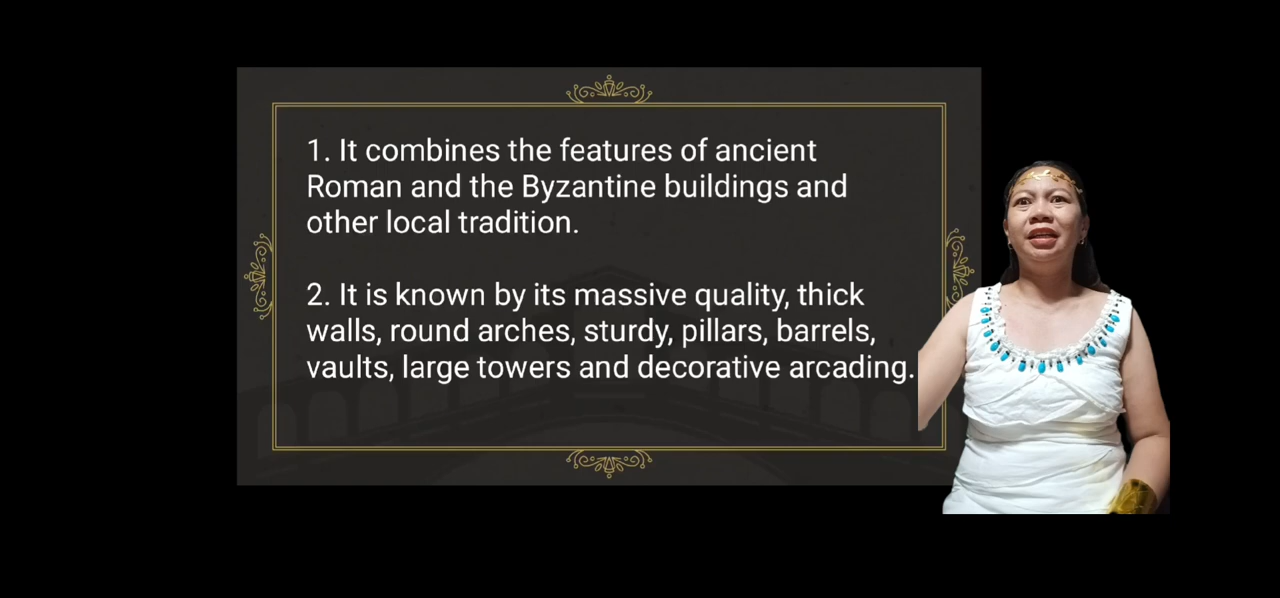 1. It combines the features of ancient
Roman and the Byzantine buildings and
other local tradition.
2. It is known by its massive quality, thick
walls, round arches, sturdy, pillars, barrels,
vaults, large towers and decorative arcading.